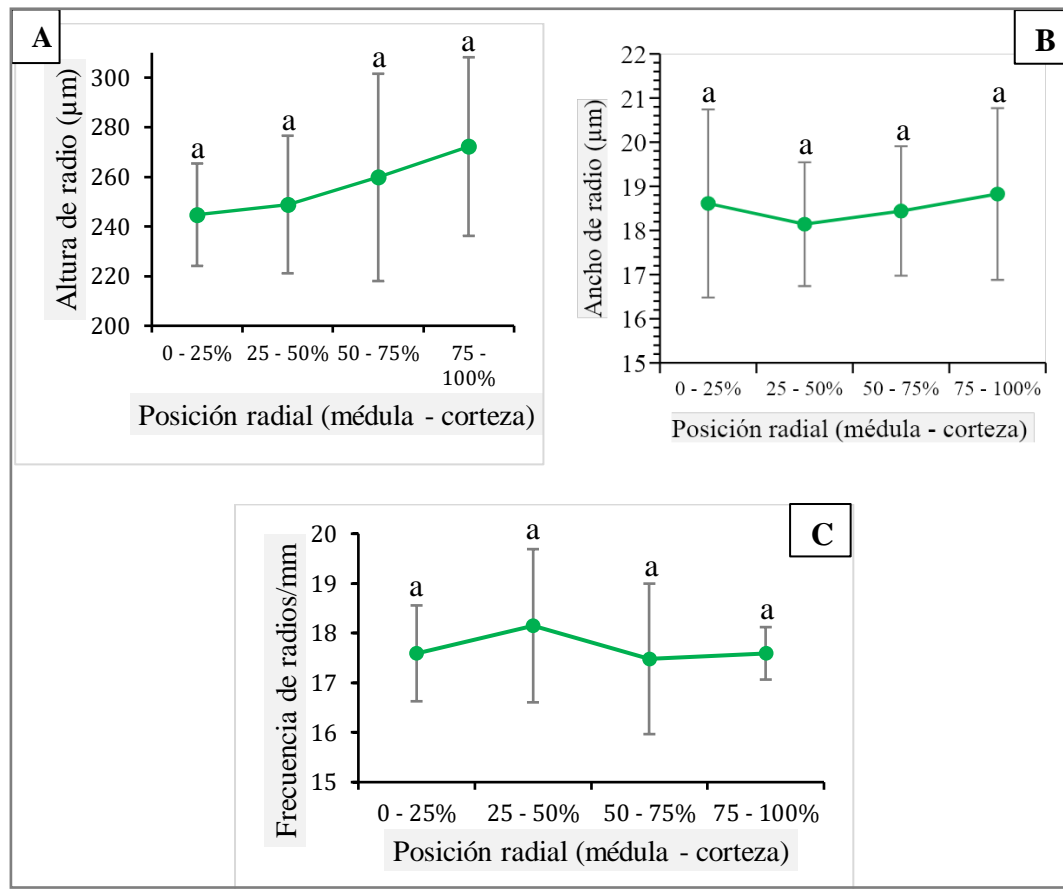 A
Altura de radio (µm)
300
280
260
240
220
200
a
a
a
a
0 - 25%
25 - 50%
50 - 75%
75 -
100%
Posición radial (médula - corteza)
B
Ancho de radio (µm)
22
21
20
19
18
17
16
15
a
a
a
a
0 - 25%
25 - 50%
50 - 75%
75 - 100%
Posición radial (médula - corteza)
C
Frecuencia de radios/mm
20
19
18
17
16
15
a
a
a
a
0 - 25%
25 - 50%
50 - 75%
75 - 100%
Posición radial (médula - corteza)